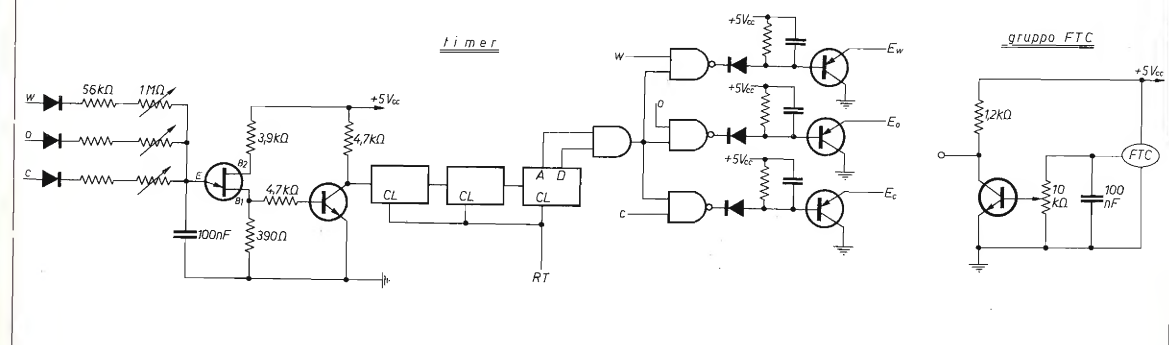 timer
gruppo FTC
W
56kΩ
1MΩ
O
C
E
B2
B1
3,9kΩ
4,7kΩ
+5Vcc
4,7kΩ
390Ω
100nF
CL
CL
A D
CL
RT
W
+5Vcc
Ew
O
+5Vcc
Eo
C
+5Vcc
Ec
+5Vcc
1,2kΩ
10 kΩ
100 nF
FTC